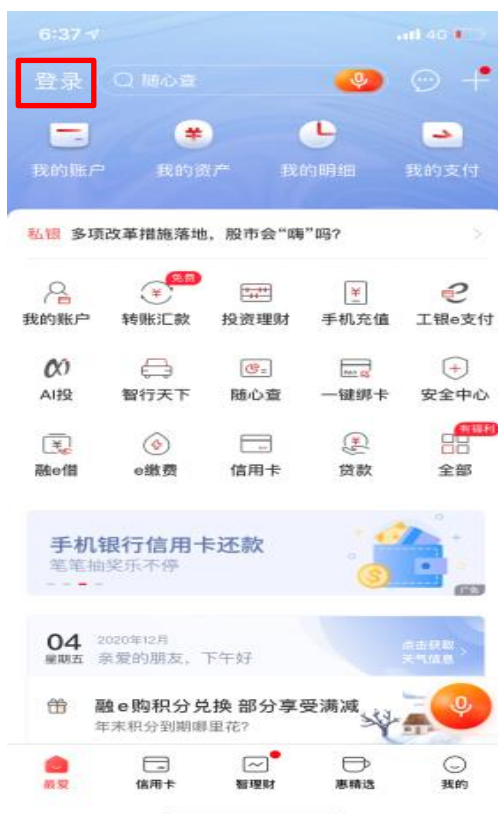 6:37
4G
登录 随心查
我的账户 我的资产 我的明细 我的支付
私银 多项改革措施落地，股市会“嗨”吗?
免费
我的账户 转账汇款 投资理财 手机充值 工银e支付
AI投 智行天下 随心查 一键绑卡 安全中心
有福利
融e借 e缴费 信用卡 贷款 全部
手机银行信用卡还款
笔笔抽奖乐不停
广告
04 2020年12月
星期五 亲爱的朋友，下午好
点击获取
天气信息
融e购积分兑换 部分享受满减
年末积分到期哪里花?
最爱 信用卡 智理财 惠精选 我的